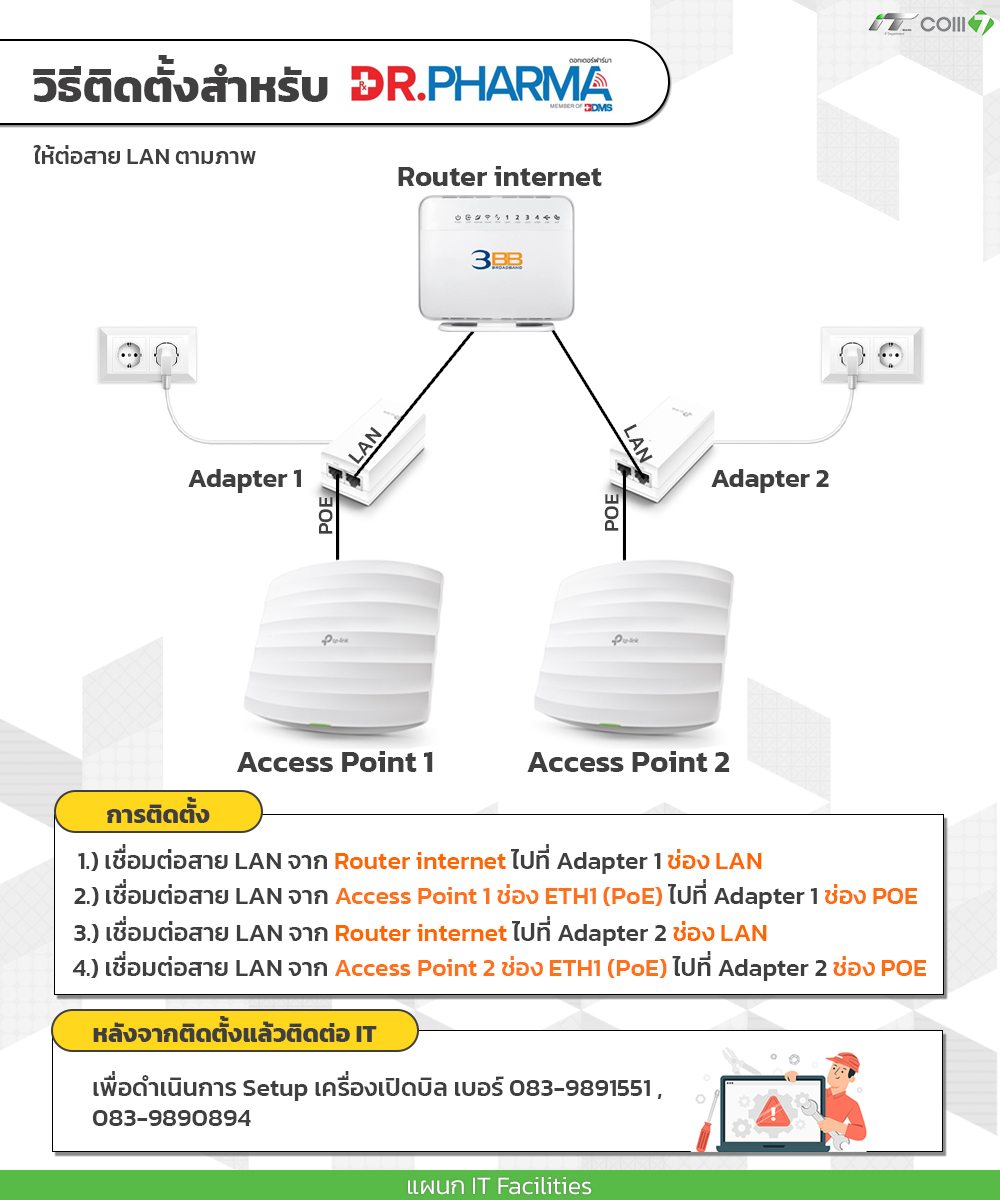 iTE COM7
วิธีติดตั้งสำหรับ
ดอกเตอร์ฟาร์มา
DR.PHARMA
MEMBER OF DDMS
ให้ต่อสาย LAN ตามภาพ
Router internet
1 2 3 4
3BB
BROADBAND
LAN
LAN
Adapter 1
Adapter 2
POE
POE
tp-link
tp-link
Access Point 1
Access Point 2
การติดตั้ง
1.) เชื่อมต่อสาย LAN จาก Router internet ไปที่ Adapter 1 ช่อง LAN
2.) เชื่อมต่อสาย LAN จาก Access Point 1 ช่อง ETH1 (PoE) ไปที่ Adapter 1 ช่อง POE
3.) เชื่อมต่อสาย LAN จาก Router internet ไปที่ Adapter 2 ช่อง LAN
4.) เชื่อมต่อสาย LAN จาก Access Point 2 ช่อง ETH1 (PoE) ไปที่ Adapter 2 ช่อง POE
หลังจากติดตั้งแล้วติดต่อ IT
เพื่อดำเนินการ Setup เครื่องเปิดบิล เบอร์ 083-9891551 ,
083-9890894
แผนก IT Facilities